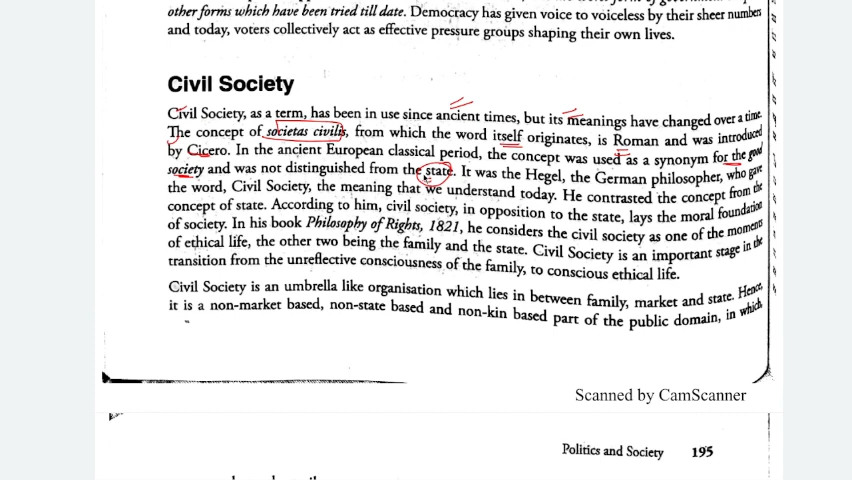 other forms which have been tried till date. Democracy has given voice to voiceless by their sheer numbers
and today, voters collectively act as effective pressure groups shaping their own lives.
Civil Society
Civil Society, as a term, has been in use since ancient times, but its meanings have changed over a time.
The concept of societas civilis, from which the word itself originates, is Roman and was introduced
by Cicero. In the ancient European classical period, the concept was used as a synonym for the good
society and was not distinguished from the state. It was the Hegel, the German philosopher, who gave
the word, Civil Society, the meaning that we understand today. He contrasted the concept from the
concept of state. According to him, civil society, in opposition to the state, lays the moral foundation
of society. In his book Philosophy of Rights, 1821, he considers the civil society as one of the moments
of ethical life, the other two being the family and the state. Civil Society is an important stage in the
transition from the unreflective consciousness of the family, to conscious ethical life.
Civil Society is an umbrella like organisation which lies in between family, market and state. Hence,
it is a non-market based, non-state based and non-kin based part of the public domain, in which
Scanned by CamScanner
Politics and Society 195